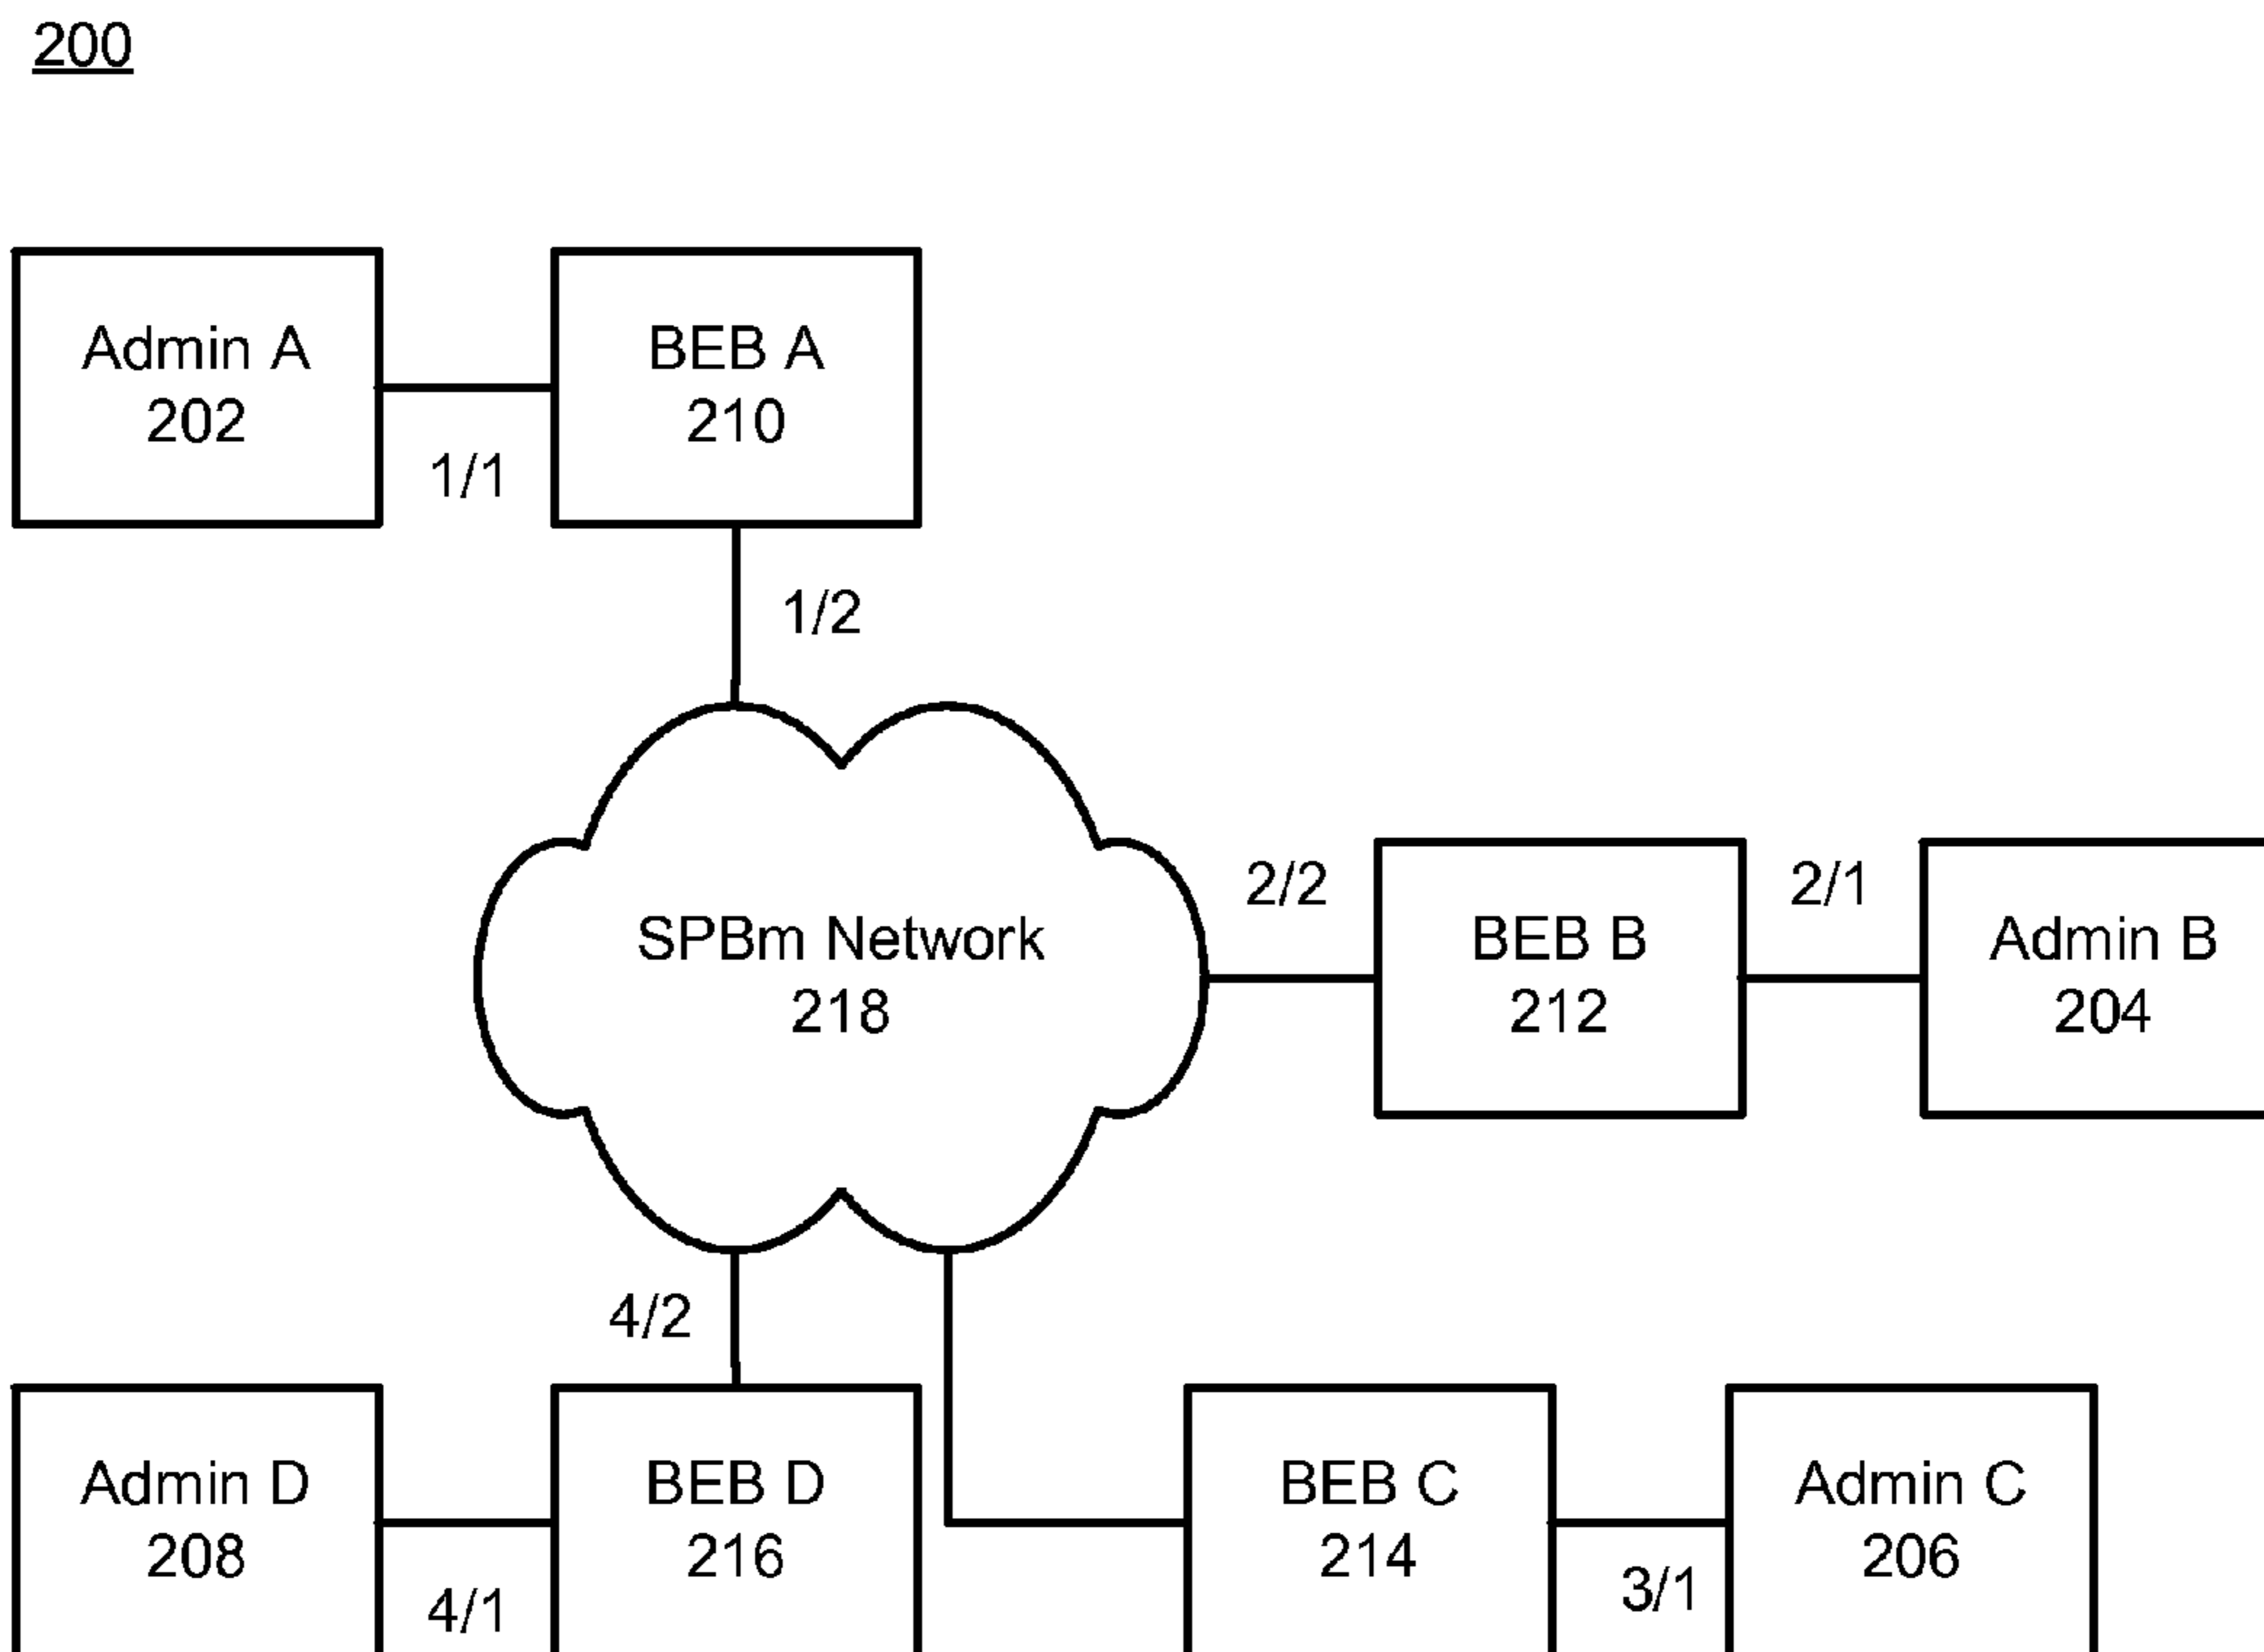 200
Admin A
202
BEB A
210
1/1
1/2
SPBm Network
218
2/2
BEB B
212
2/1
Admin B
204
4/2
Admin D
208
4/1
BEB D
216
BEB C
214
3/1
Admin C
206